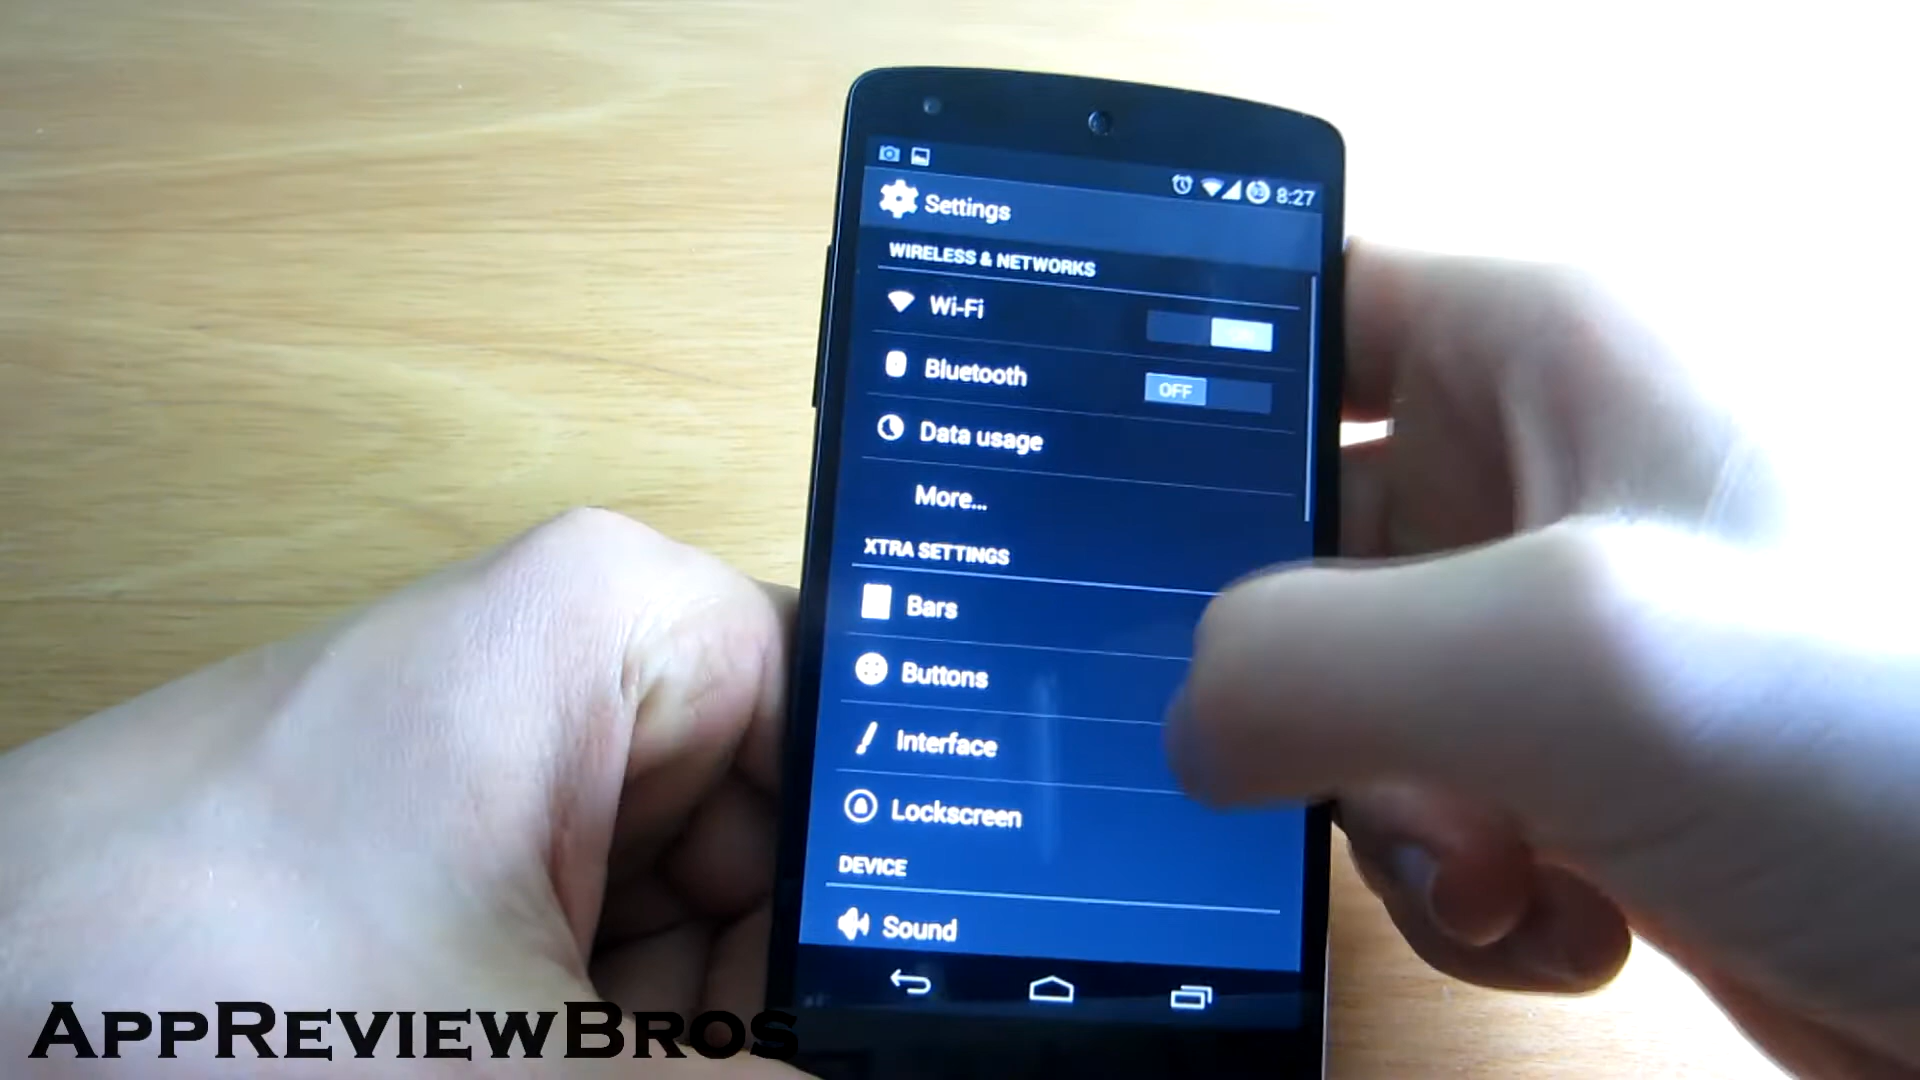 8:27
Settings
WIRELESS & NETWORKS
Wi-Fi
Bluetooth
OFF
Data usage
More...
XTRA SETTINGS
Bars
Buttons
Interface
Lockscreen
DEVICE
Sound
AppReviewBros